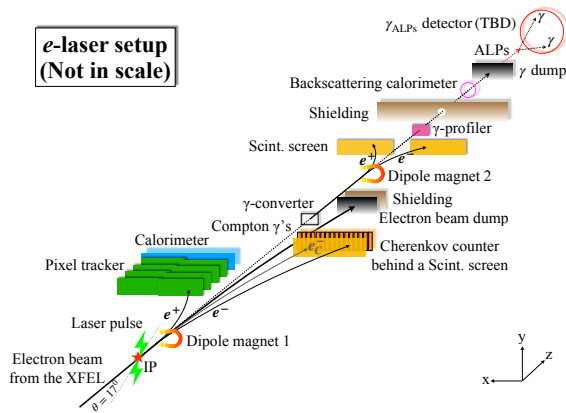 e-laser setup
(Not in scale)
γALPs detector (TBD)
γ
γ
ALPs
γ dump
Backscattering calorimeter
Shielding
γ-profiler
Scint. screen
e+
e−
Dipole magnet 2
γ-converter
Shielding
Compton γ's
Electron beam dump
Calorimeter
e−C
Cherenkov counter
behind a Scint. screen
Pixel tracker
e+
e−
Laser pulse
Dipole magnet 1
Electron beam
from the XFEL
IP
θ = 17⁰
y
z
x